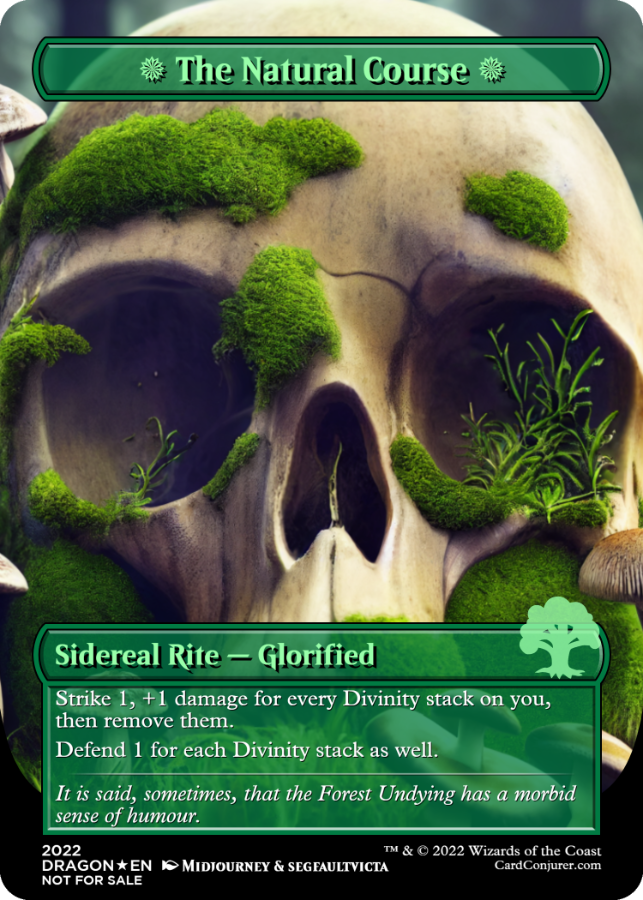 The Natural Course
Sidereal Rite — Glorified
Strike 1, +1 damage for every Divinity stack on you,
then remove them.
Defend 1 for each Divinity stack as well.
It is said, sometimes, that the Forest Undying has a morbid
sense of humour.
2022
DRAGON★EN Midjourney & segfaultvicta
NOT FOR SALE
™ & © 2022 Wizards of the Coast
CardConjurer.com